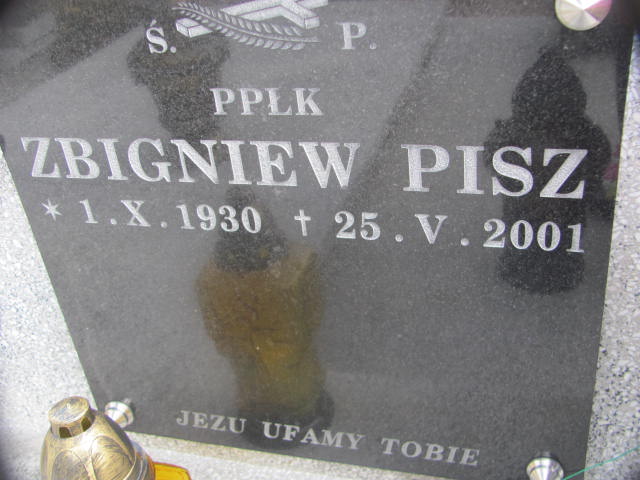 Ś. P.
PPŁK
ZBIGNIEW PISZ
* 1.X.1930 † 25.V.2001
JEZU UFAMY TOBIE